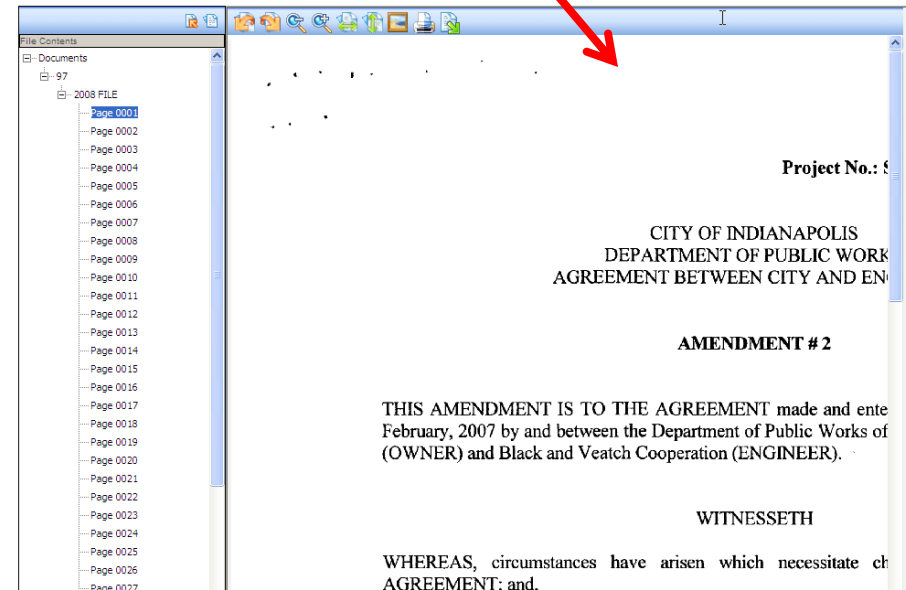 File Contents
Documents
97
2008 FILE
Page 0001
Page 0002
Page 0003
Page 0004
Page 0005
Page 0006
Page 0007
Page 0008
Page 0009
Page 0010
Page 0011
Page 0012
Page 0013
Page 0014
Page 0015
Page 0016
Page 0017
Page 0018
Page 0019
Page 0020
Page 0021
Page 0022
Page 0023
Page 0024
Page 0025
Page 0026
Page 0027
Project No.:
CITY OF INDIANAPOLIS
DEPARTMENT OF PUBLIC WORK
AGREEMENT BETWEEN CITY AND EN
AMENDMENT # 2
THIS AMENDMENT IS TO THE AGREEMENT made and ente
February, 2007 by and between the Department of Public Works of
(OWNER) and Black and Veatch Cooperation (ENGINEER).
WITNESSETH
WHEREAS, circumstances have arisen which necessitate ch
AGREEMENT; and,